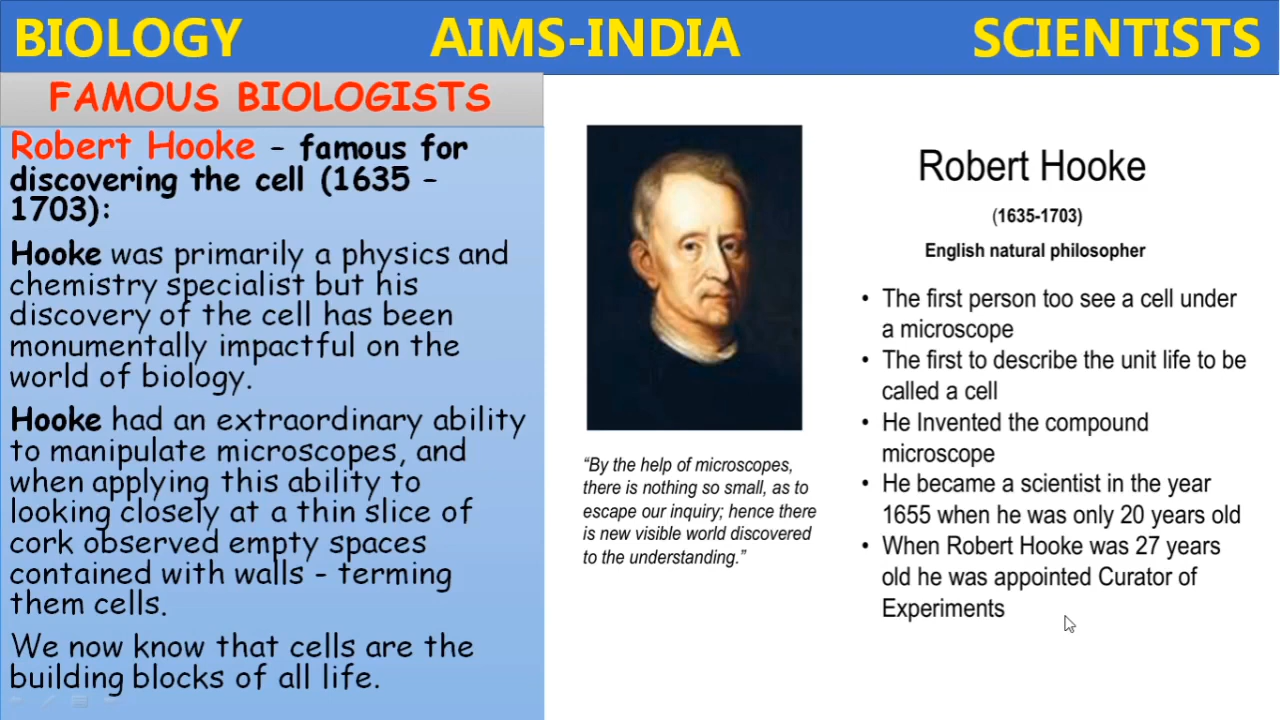 BIOLOGY AIMS-INDIA SCIENTISTS
FAMOUS BIOLOGISTS
Robert Hooke – famous for
discovering the cell (1635 –
1703):
Hooke was primarily a physics and
chemistry specialist but his
discovery of the cell has been
monumentally impactful on the
world of biology.
Hooke had an extraordinary ability
to manipulate microscopes, and
when applying this ability to
looking closely at a thin slice of
cork observed empty spaces
contained with walls - terming
them cells.
We now know that cells are the
building blocks of all life.
“By the help of microscopes,
there is nothing so small, as to
escape our inquiry; hence there
is new visible world discovered
to the understanding.”
Robert Hooke
(1635-1703)
English natural philosopher
• The first person too see a cell under
a microscope
• The first to describe the unit life to be
called a cell
• He Invented the compound
microscope
• He became a scientist in the year
1655 when he was only 20 years old
• When Robert Hooke was 27 years
old he was appointed Curator of
Experiments